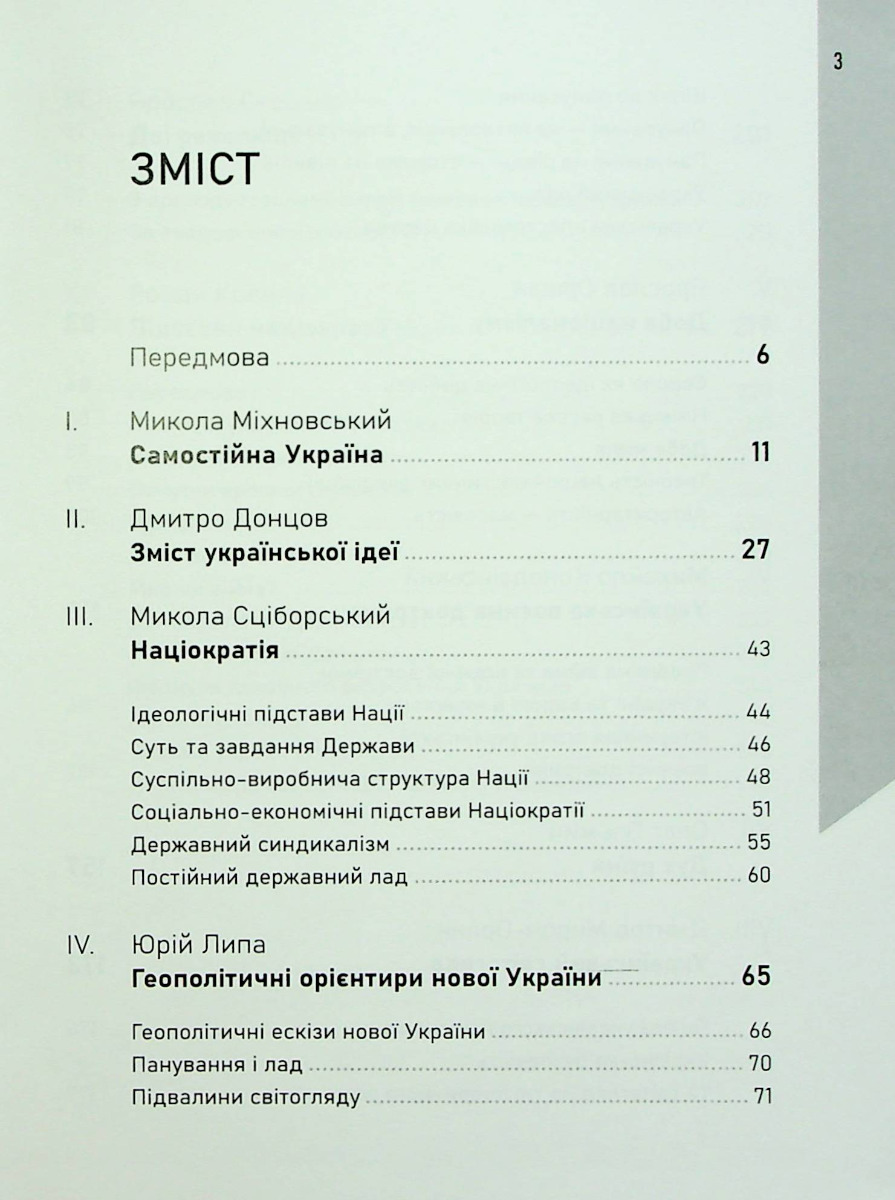 3
ЗМІСТ
Передмова 6
I. Микола Міхновський
Самостійна Україна 11
II. Дмитро Донцов
Зміст української ідеї 27
III. Микола Сціборський
Націократія 43
Ідеологічні підстави Нації 44
Суть та завдання Держави 46
Суспільно-виробнича структура Нації 48
Соціально-економічні підстави Націократії 51
Державний синдикалізм 55
Постійний державний лад 60
IV. Юрій Липа
Геополітичні орієнтири нової України 65
Геополітичні ескізи нової України 66
Панування і лад 70
Підвалини світогляду 71